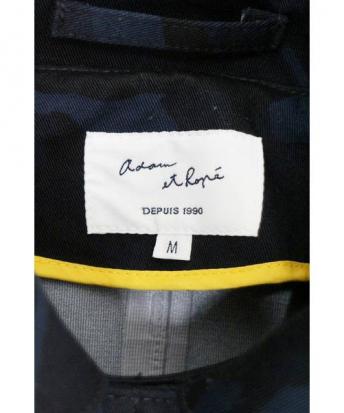 Adam
et Ropé
DEPUIS 1990
M